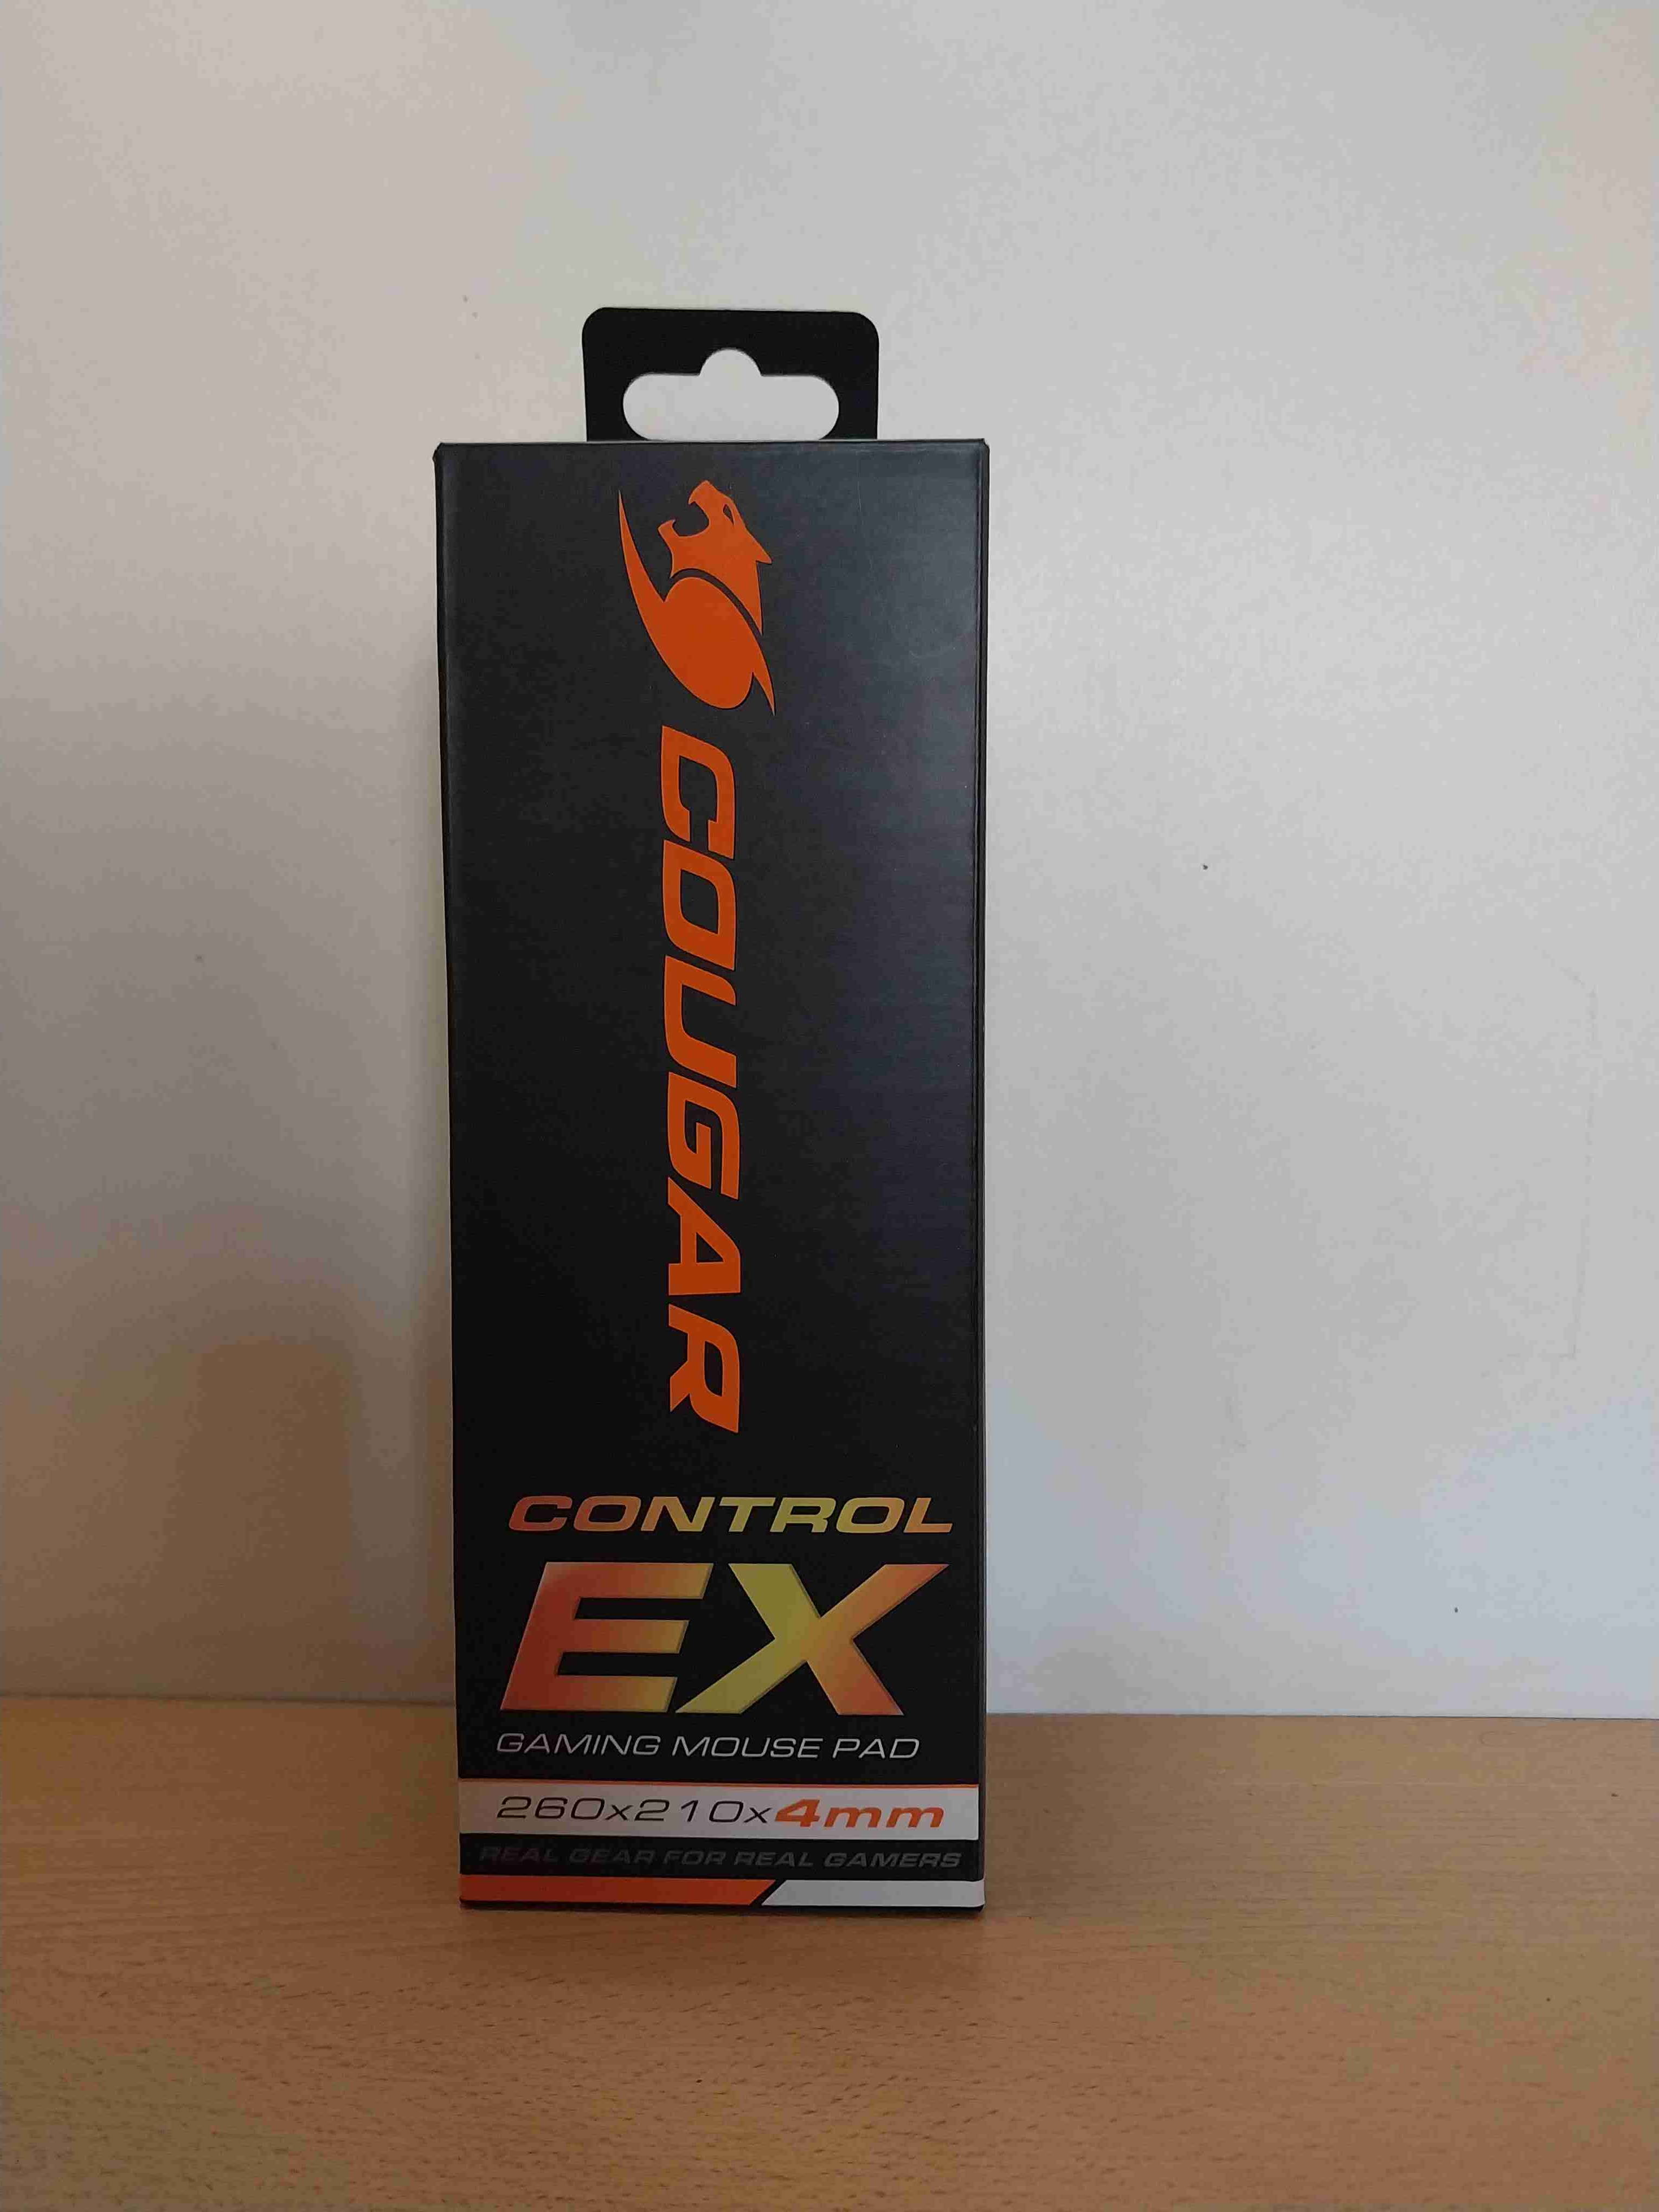 COUGAR
CONTROL
EX
GAMING MOUSE PAD
260x210x4mm
REAL GEAR FOR REAL GAMERS